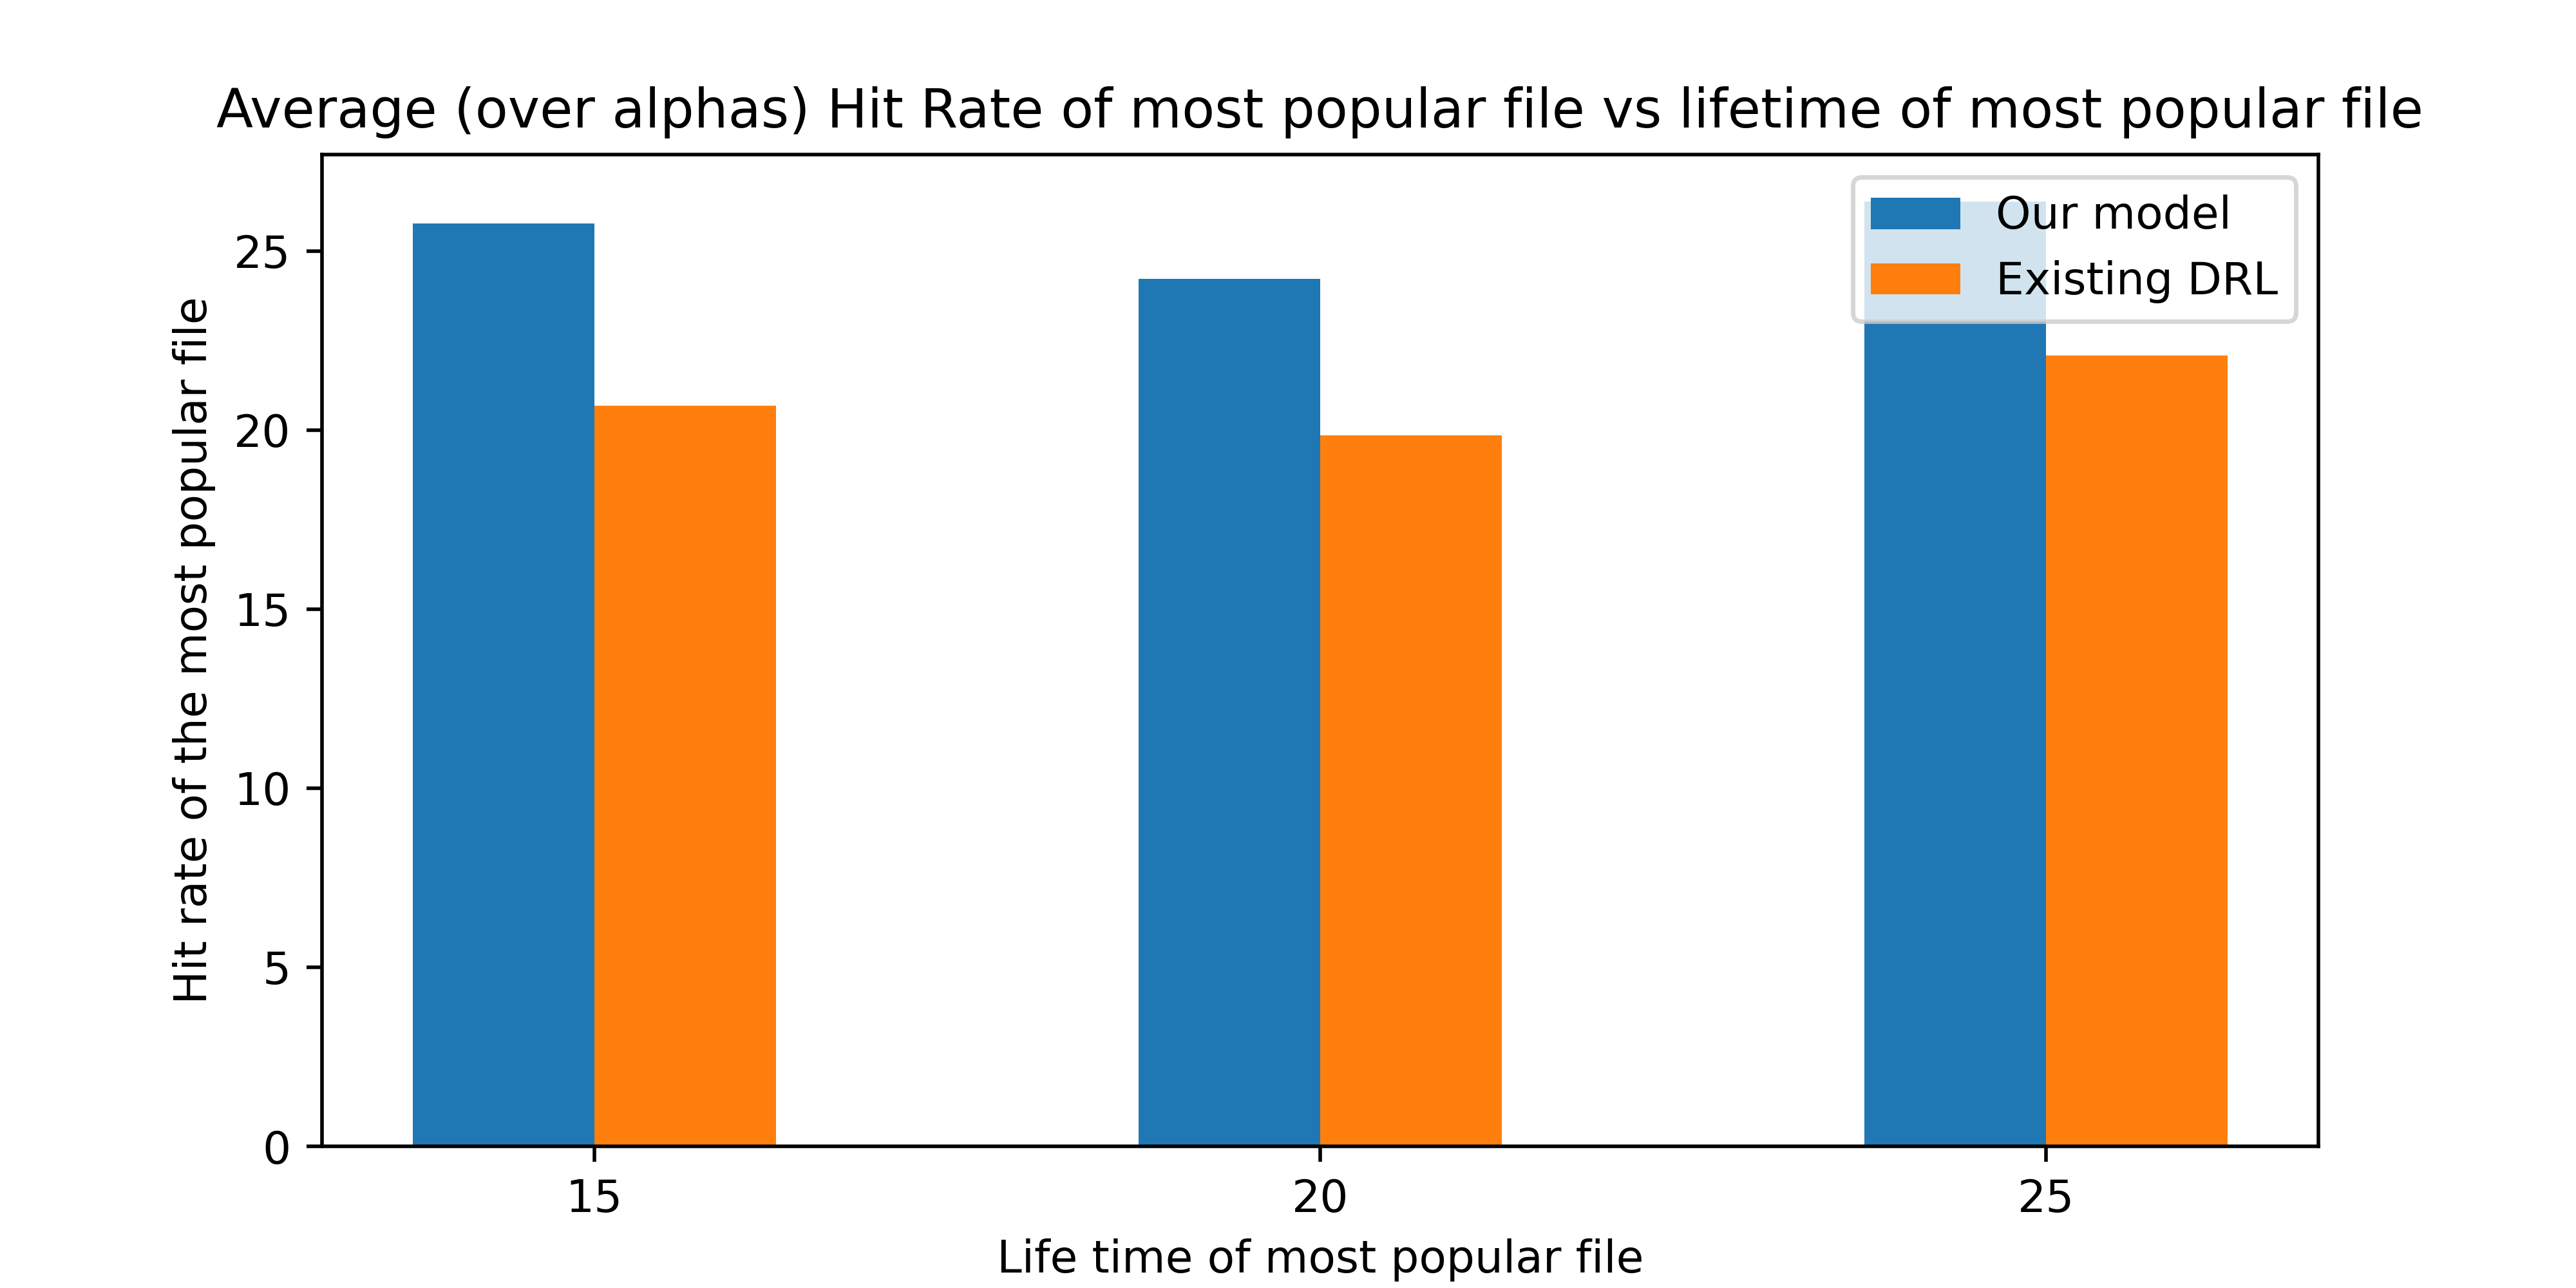 Average (over alphas) Hit Rate of most popular file vs lifetime of most popular file
Our model
Existing DRL
Hit rate of the most popular file
25
20
15
10
5
0
15
20
25
Life time of most popular file